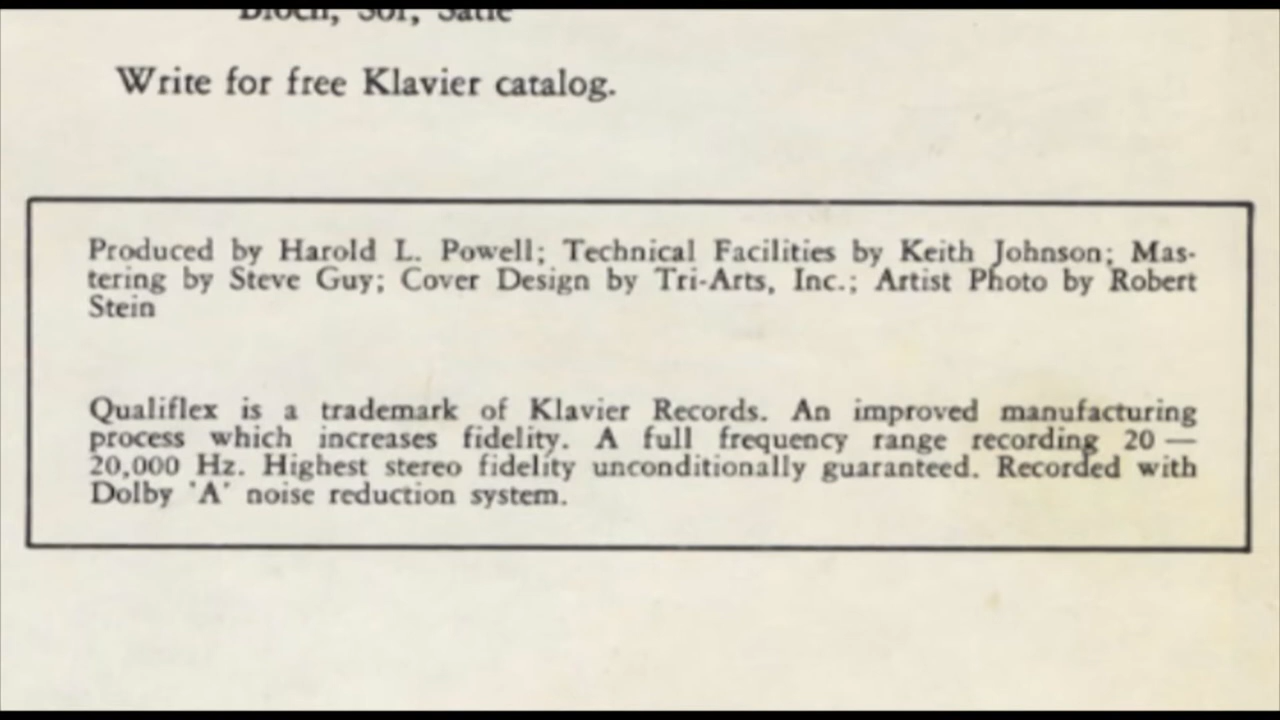 Bloch, Sor, Satie
Write for free Klavier catalog.
Produced by Harold L. Powell; Technical Facilities by Keith Johnson; Mas-
tering by Steve Guy; Cover Design by Tri-Arts, Inc.; Artist Photo by Robert
Stein
Qualiflex is a trademark of Klavier Records. An improved manufacturing
process which increases fidelity. A full frequency range recording 20 —
20,000 Hz. Highest stereo fidelity unconditionally guaranteed. Recorded with
Dolby 'A' noise reduction system.